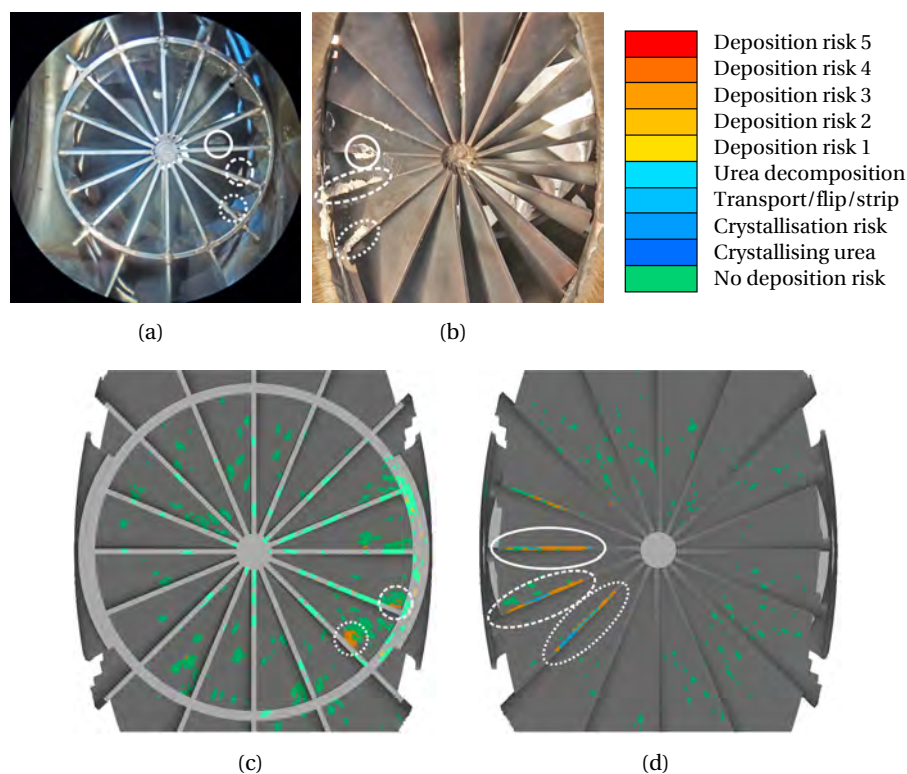 Deposition risk 5
Deposition risk 4
Deposition risk 3
Deposition risk 2
Deposition risk 1
Urea decomposition
Transport/flip/strip
Crystallisation risk
Crystallising urea
No deposition risk
(a)
(b)
(c)
(d)